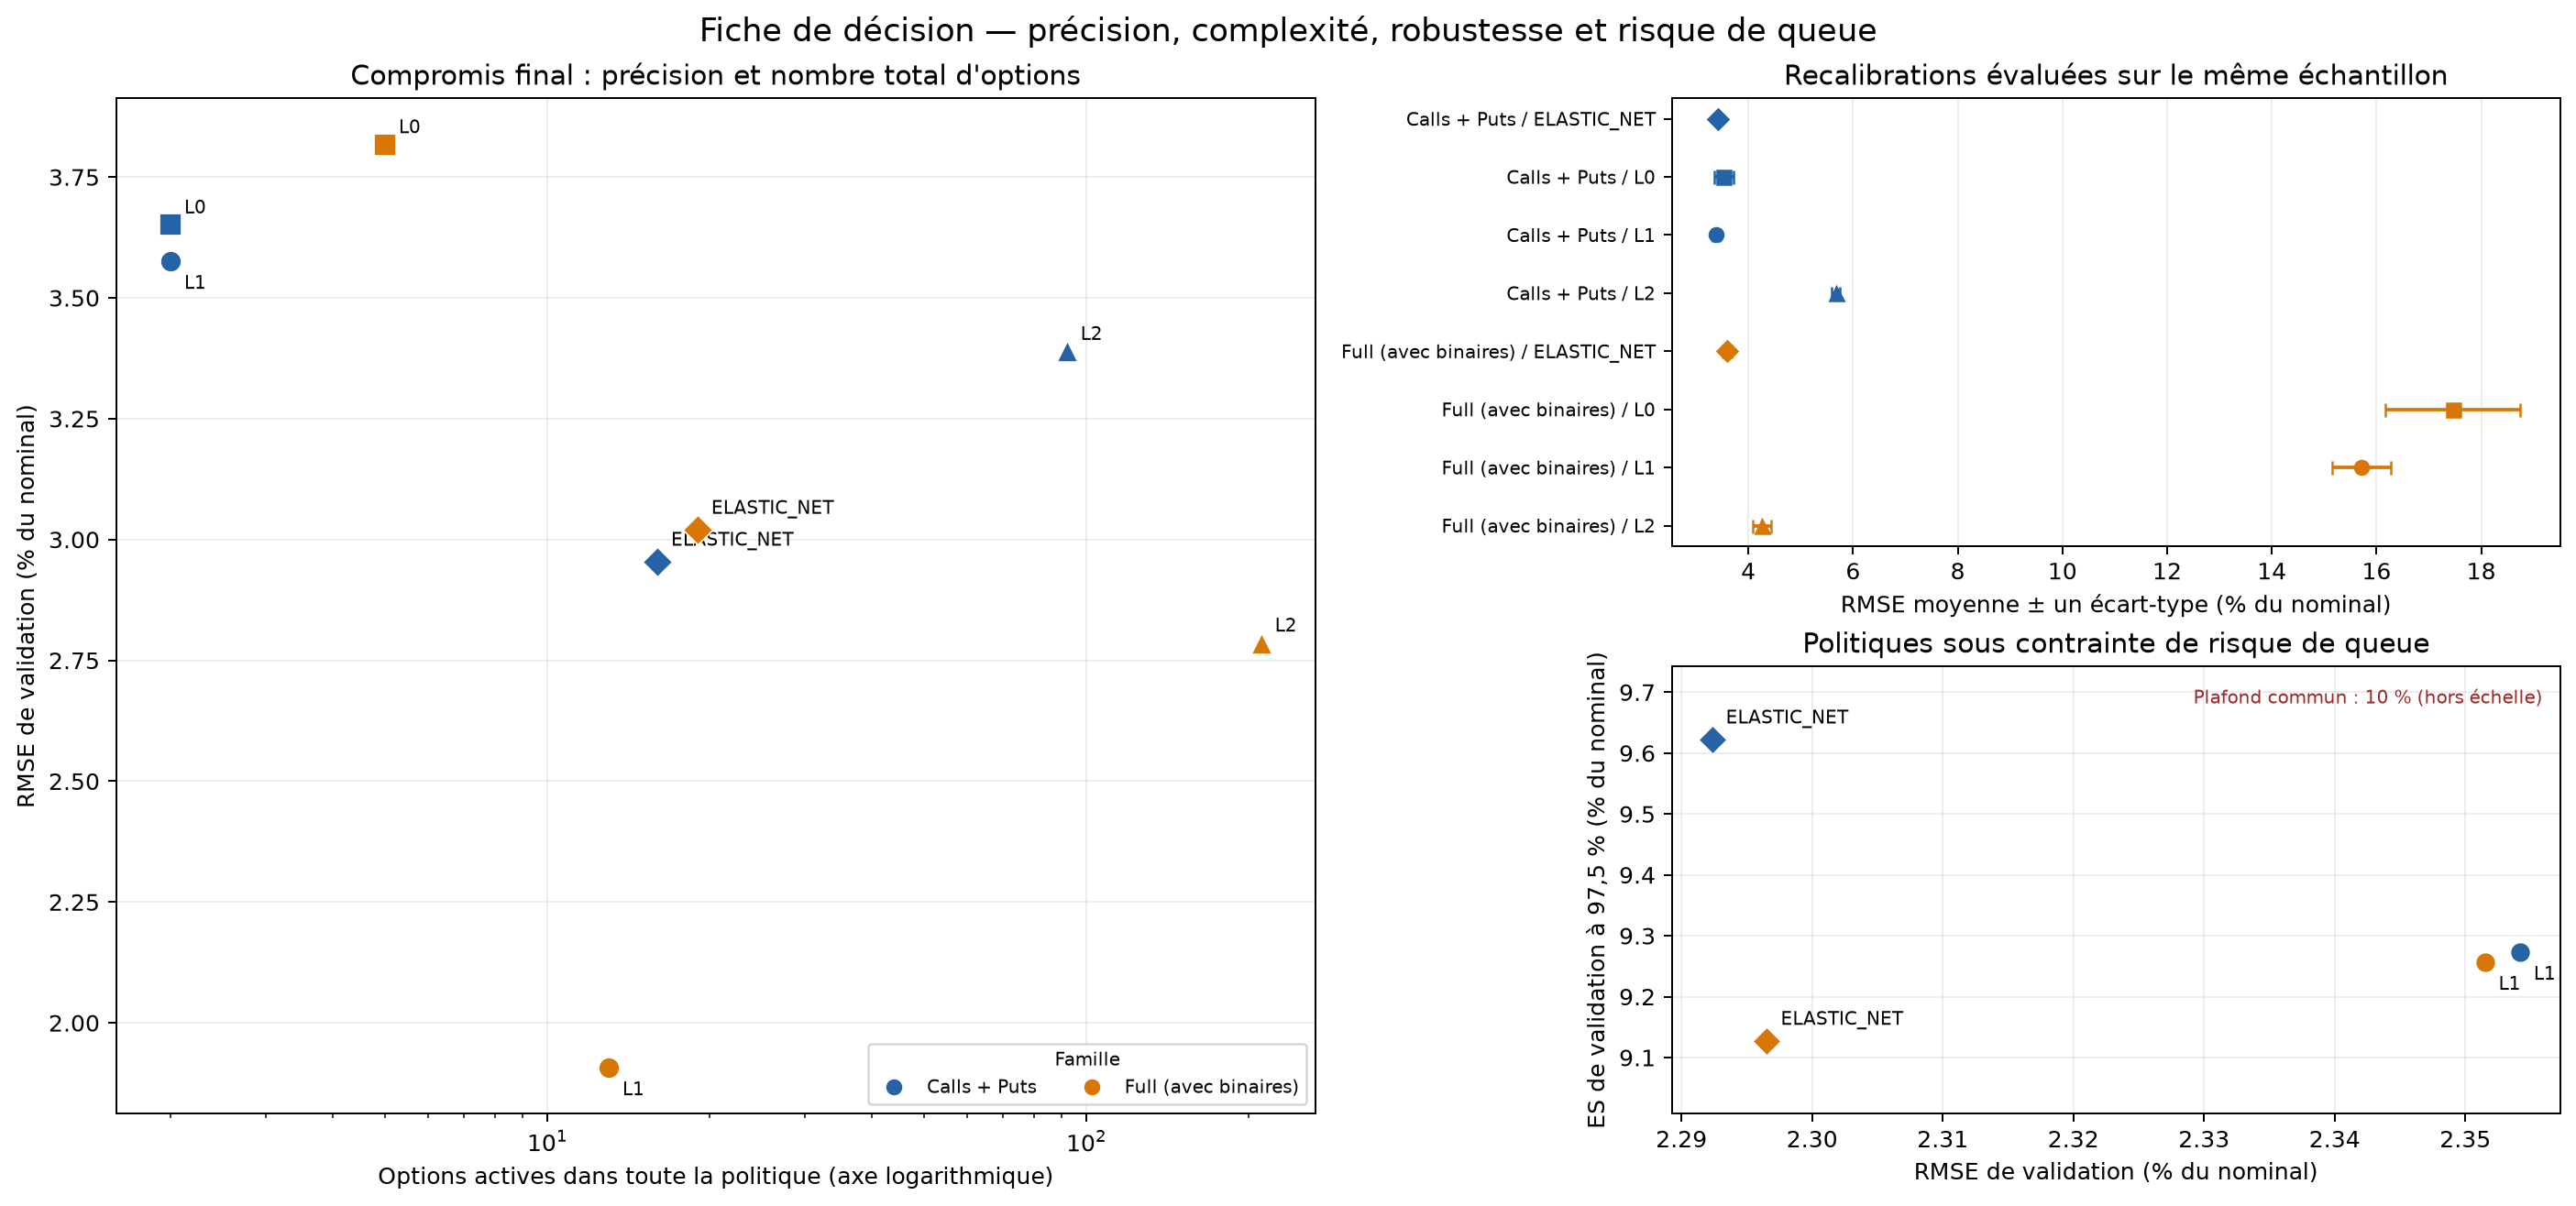 Fiche de décision — précision, complexité, robustesse et risque de queue
Compromis final : précision et nombre total d'options
RMSE de validation (% du nominal)
3.75
3.50
3.25
3.00
2.75
2.50
2.25
2.00
L0
L0
L1
L2
ELASTIC_NET
ELASTIC_NET
L2
L1
Famille
Calls + Puts
Full (avec binaires)
10¹
10²
Options actives dans toute la politique (axe logarithmique)
Recalibrations évaluées sur le même échantillon
Calls + Puts / ELASTIC_NET
Calls + Puts / L0
Calls + Puts / L1
Calls + Puts / L2
Full (avec binaires) / ELASTIC_NET
Full (avec binaires) / L0
Full (avec binaires) / L1
Full (avec binaires) / L2
4 6 8 10 12 14 16 18
RMSE moyenne ± un écart-type (% du nominal)
Politiques sous contrainte de risque de queue
ES de validation à 97,5 % (% du nominal)
9.7
9.6
9.5
9.4
9.3
9.2
9.1
Plafond commun : 10 % (hors échelle)
ELASTIC_NET
L1
L1
ELASTIC_NET
2.29 2.30 2.31 2.32 2.33 2.34 2.35
RMSE de validation (% du nominal)